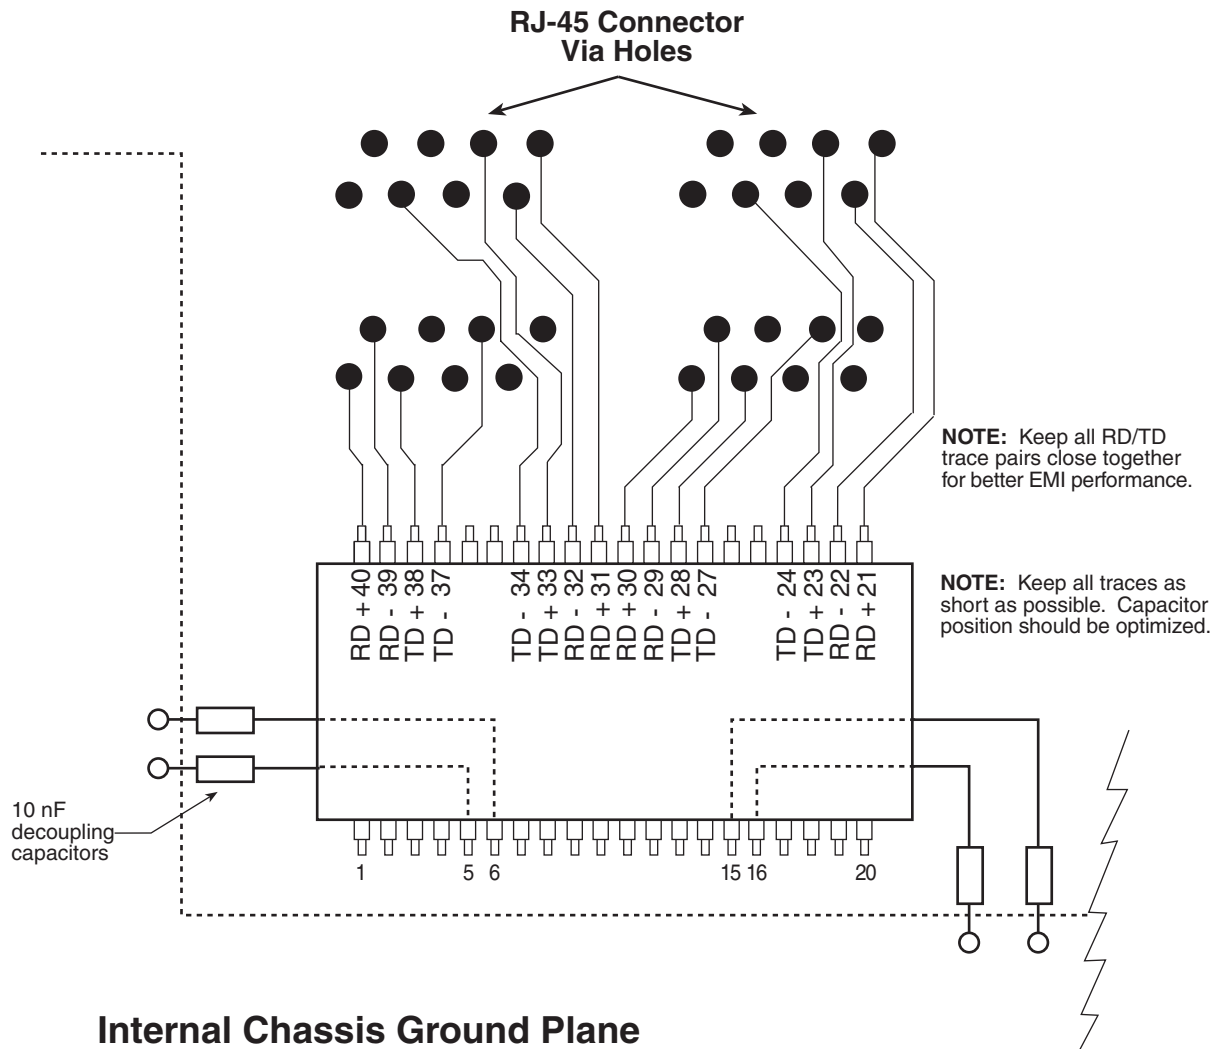 RJ-45 Connector
Via Holes
NOTE: Keep all RD/TD
trace pairs close together
for better EMI performance.
RD + 40
RD - 39
TD + 38
TD - 37
TD - 34
TD + 33
RD - 32
RD + 31
RD + 30
RD - 29
TD + 28
TD - 27
TD - 24
TD + 23
RD - 22
RD + 21
NOTE: Keep all traces as
short as possible. Capacitor
position should be optimized.
10 nF
decoupling
capacitors
1
5
6
15
16
20
Internal Chassis Ground Plane